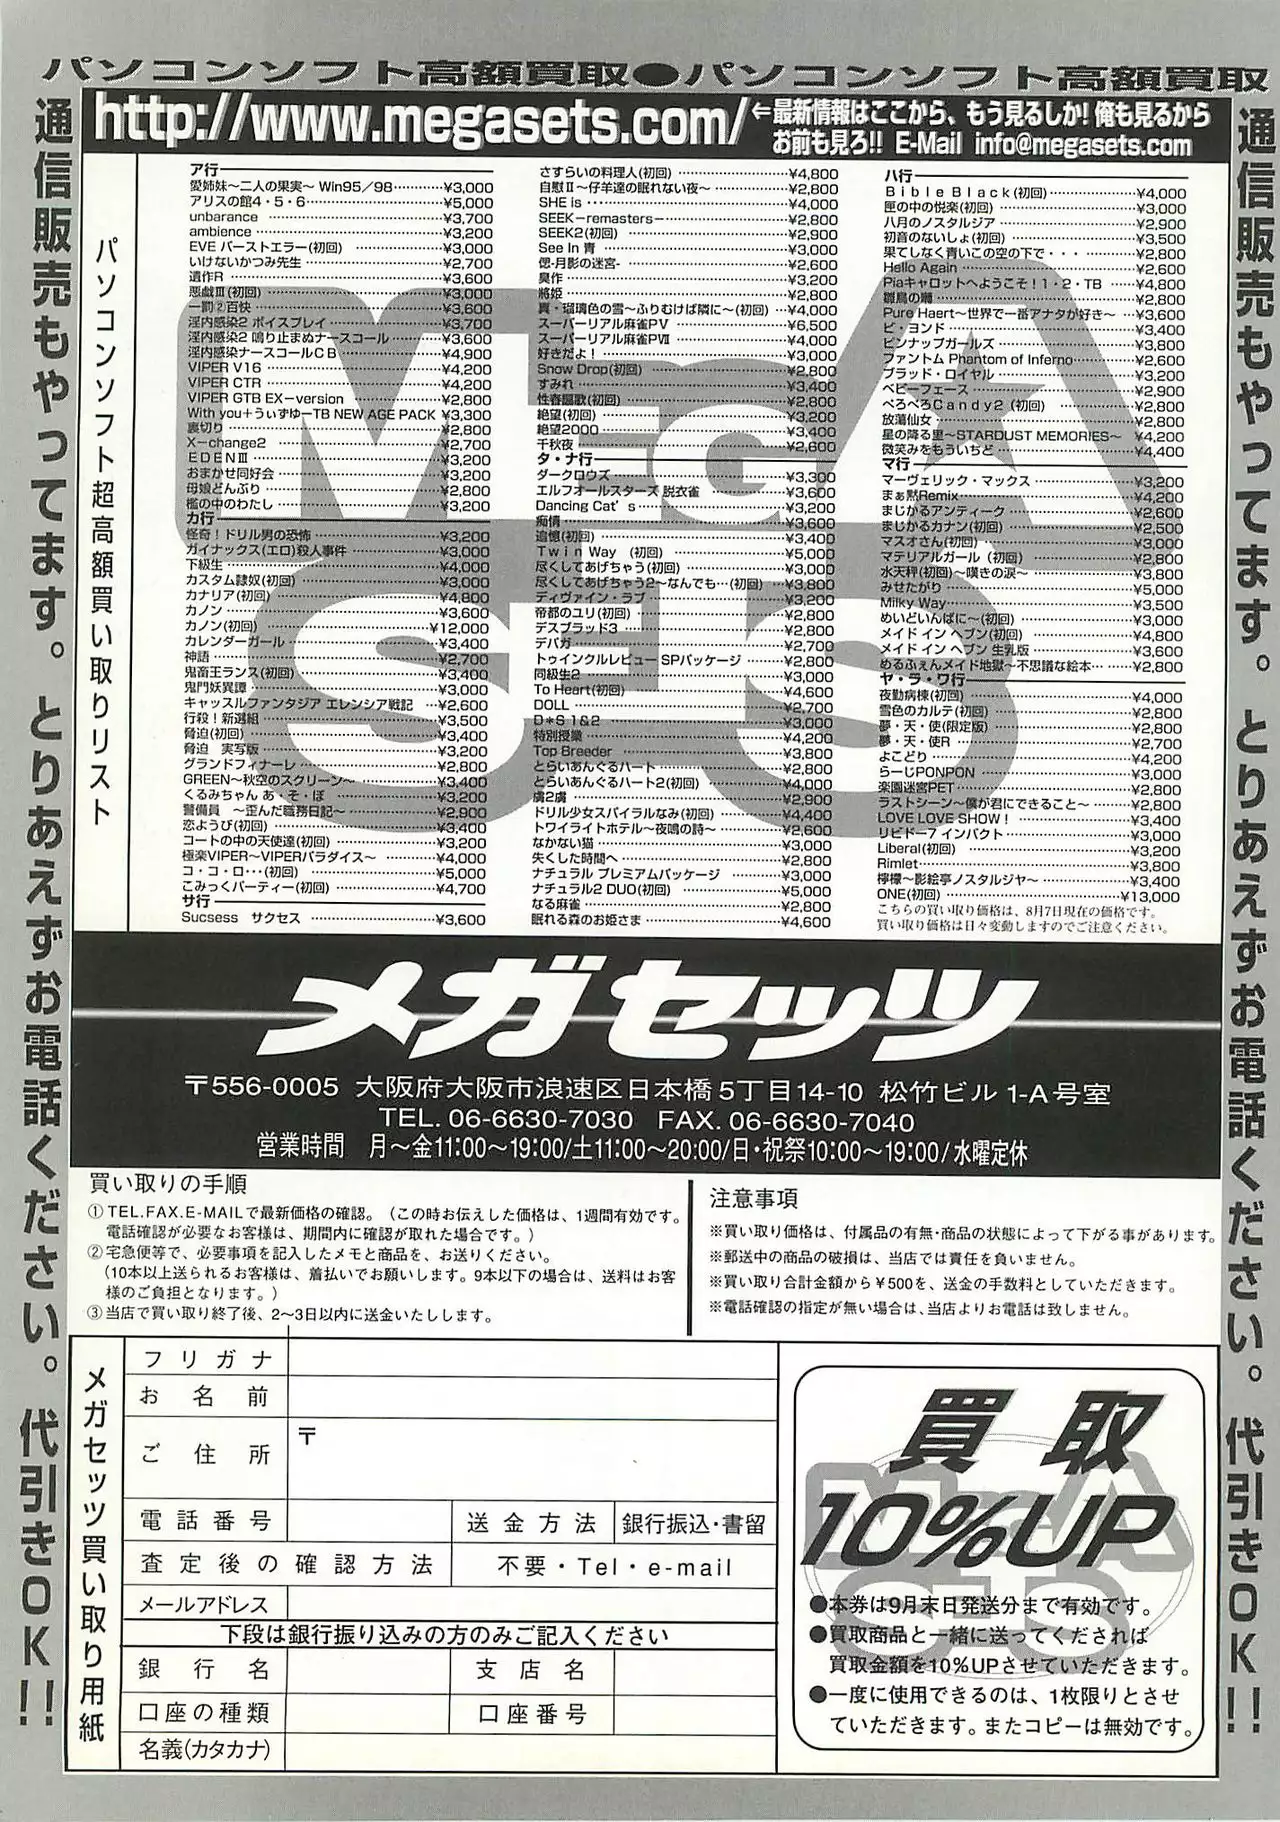 パソコンソフト高額買取●パソコンソフト高額買取
通信販売もやってます。とりあえずお電話ください。代引きOK!!
http://www.megasets.com/
⇐最新情報はここから、もう見るしか!俺も見るから
お前も見ろ!! E-Mail info@megasets.com
パソコンソフト超高額買い取りリスト
ア行
愛姉妹〜二人の果実〜 Win95/98 ¥3,000
アリスの館4・5・6 ¥5,000
unbarance ¥3,700
ambience ¥3,200
EVE バーストエラー(初回) ¥3,000
いけないかつみ先生 ¥2,700
遺作R ¥3,600
悪戯Ⅲ(初回) ¥3,000
一罰②百快 ¥3,600
淫内感染2 ボイスプレイ ¥3,700
淫内感染2 鳴り止まぬナースコール ¥3,600
淫内感染ナースコールCB ¥4,900
VIPER V16 ¥4,200
VIPER CTR ¥4,200
VIPER GTB EX-version ¥2,800
With you+うぃずゆーTB NEW AGE PACK ¥3,300
裏切り ¥2,800
X-change2 ¥2,700
EDENⅢ ¥3,200
おまかせ同好会 ¥3,200
母娘どんぶり ¥2,800
檻の中のわたし ¥3,200
カ行
怪奇!ドリル男の恐怖 ¥3,200
ガイナックス(エロ)殺人事件 ¥3,000
下級生 ¥4,000
カスタム隷奴(初回) ¥3,000
カナリア(初回) ¥4,800
カノン ¥3,600
カノン(初回) ¥12,000
カレンダーガール ¥3,400
神語 ¥2,700
鬼畜王ランス(初回) ¥3,400
鬼門妖異譚 ¥3,000
キャッスルファンタジア エレンシア戦記 ¥2,600
行殺!新選組 ¥3,500
脅迫(初回) ¥3,400
脅迫 実写版 ¥3,200
グランドフィナーレ ¥2,800
GREEN〜秋空のスクリーン〜 ¥3,400
くるみちゃん あ・そ・ぼ ¥3,200
警備員 〜歪んだ職務日記〜 ¥2,900
恋ようび(初回) ¥3,400
コートの中の天使達(初回) ¥3,200
極楽VIPER〜VIPERパラダイス〜 ¥4,000
コ・コ・ロ・・・(初回) ¥5,000
こみっくパーティー(初回) ¥4,700
サ行
Sucsess サクセス ¥3,600
さすらいの料理人(初回) ¥4,800
自慰Ⅱ〜仔羊達の眠れない夜〜 ¥2,800
SHE is ・・ ¥4,000
SEEK-remasters- ¥2,800
SEEK2(初回) ¥2,900
See In 青 ¥3,000
偲-月影の迷宮- ¥2,600
臭作 ¥3,200
將姫 ¥2,800
真・瑠璃色の雪〜ふりむけば隣に〜(初回) ¥4,000
スーパーリアル麻雀PⅤ ¥6,500
スーパーリアル麻雀PⅦ ¥4,000
好きだよ! ¥3,000
Snow Drop(初回) ¥2,800
すみれ ¥3,400
性春謳歌(初回) ¥2,800
絶望(初回) ¥3,200
絶望2000 ¥3,400
千秋夜 ¥2,600
タ・ナ行
ダークロウズ ¥3,300
エルフオールスターズ 脱衣雀 ¥3,600
Dancing Cat's ¥3,200
痴情 ¥3,600
追憶(初回) ¥3,400
Twin Way (初回) ¥5,000
尽くしてあげちゃう(初回) ¥3,000
尽くしてあげちゃう2〜なんでも…(初回) ¥3,800
ディヴァイン・ラブ ¥3,200
帝都のユリ(初回) ¥2,800
デスブラッド3 ¥2,800
デバガ ¥2,700
トゥインクルレビュー SPパッケージ ¥2,800
同級生2 ¥3,000
To Heart(初回) ¥4,600
DOLL ¥2,700
D*S 1&2 ¥3,000
特別授業 ¥4,200
Top Breeder ¥3,800
とらいあんぐるハート ¥2,800
とらいあんぐるハート2(初回) ¥4,000
虜2虜 ¥2,900
ドリル少女スパイラルなみ(初回) ¥4,400
トワイライトホテル〜夜鳴の詩〜 ¥2,600
なかない猫 ¥3,000
失くした時間へ ¥2,800
ナチュラル プレミアムパッケージ ¥3,000
ナチュラル2 DUO(初回) ¥5,000
なる麻雀 ¥2,800
眠れる森のお姫さま ¥4,600
ハ行
Bible Black(初回) ¥4,000
匣の中の悦楽(初回) ¥3,000
八月のノスタルジア ¥2,900
初音のないしょ(初回) ¥3,500
果てしなく青いこの空の下で・・・ ¥2,800
Hello Again ¥2,600
Piaキャロットへようこそ!1・2・TB ¥4,800
雛鳥の囀 ¥2,800
Pure Haert〜世界で一番アナタが好き〜 ¥3,600
ビ・ヨンド ¥3,400
ピンナップガールズ ¥3,800
ファントム Phantom of Inferno ¥2,600
ブラッド・ロイヤル ¥3,200
ベビーフェース ¥2,900
ぺろぺろCandy2 (初回) ¥2,800
放蕩仙女 ¥2,800
星の降る里〜STARDUST MEMORIES〜 ¥4,200
微笑みをもういちど ¥4,400
マ行
マーヴェリック・マックス ¥3,200
まぁ黙Remix ¥4,200
まじかるアンティーク ¥2,600
まじかるカナン(初回) ¥2,500
マスオさん(初回) ¥3,000
マテリアルガール (初回) ¥2,800
水天秤(初回)〜嘆きの涙〜 ¥3,800
みせたがり ¥5,000
Milky Way ¥3,500
めいどいんばに〜(初回) ¥3,000
メイド イン ヘブン(初回) ¥4,800
メイド イン ヘブン 生乳版 ¥3,600
めるふぇんメイド地獄〜不思議な絵本… ¥2,800
ヤ・ラ・ワ行
夜勤病棟(初回) ¥4,000
雪色のカルテ(初回) ¥2,800
夢・天・使(限定版) ¥2,800
夢・天・使R ¥2,700
よこどり ¥4,200
らーじPONPON ¥3,000
楽園迷宮PET ¥2,800
ラストシーン〜僕が君にできること〜 ¥2,800
LOVE LOVE SHOW! ¥3,400
リビドー7 インパクト ¥3,000
Liberal(初回) ¥3,200
Rimlet ¥3,800
檸檬〜影絵亭ノスタルジヤ〜 ¥3,400
ONE(初回) ¥13,000
こちらの買い取り価格は、8月7日現在の価格です。
買い取り価格は日々変動しますのでご注意ください。
メガセッツ
〒556-0005 大阪府大阪市浪速区日本橋5丁目14-10 松竹ビル 1-A号室
TEL. 06-6630-7030 FAX. 06-6630-7040
営業時間 月〜金11:00〜19:00/土11:00〜20:00/日・祝祭10:00〜19:00/水曜定休
買い取りの手順
①TEL.FAX.E-MAILで最新価格の確認。(この時お伝えした価格は、1週間有効です。
電話確認が必要なお客様は、期間内に確認が取れた場合です。)
②宅急便等で、必要事項を記入したメモと商品を、お送りください。
(10本以上送られるお客様は、着払いでお願いします。9本以下の場合は、送料はお客
様のご負担となります。)
③当店で買い取り終了後、2〜3日以内に送金いたしします。
注意事項
※買い取り価格は、付属品の有無・商品の状態によって下がる事があります。
※郵送中の商品の破損は、当店では責任を負いません。
※買い取り合計金額から¥500を、送金の手数料としていただきます。
※電話確認の指定が無い場合は、当店よりお電話は致しません。
メガセッツ買い取り用紙
フリガナ
お名前
ご住所 〒
電話番号 送金方法 銀行振込・書留
査定後の確認方法 不要・Tel・e-mail
メールアドレス
下段は銀行振り込みの方のみご記入ください
銀行名 支店名
口座の種類 口座番号
名義(カタカナ)
買取
10%UP
●本券は9月末日発送分まで有効です。
●買取商品と一緒に送ってくだされば
買取金額を10%UPさせていただきます。
●一度に使用できるのは、1枚限りとさせ
ていただきます。またコピーは無効です。
MEGA
SETS
通信販売もやってます。とりあえずお電話ください。代引きOK!!